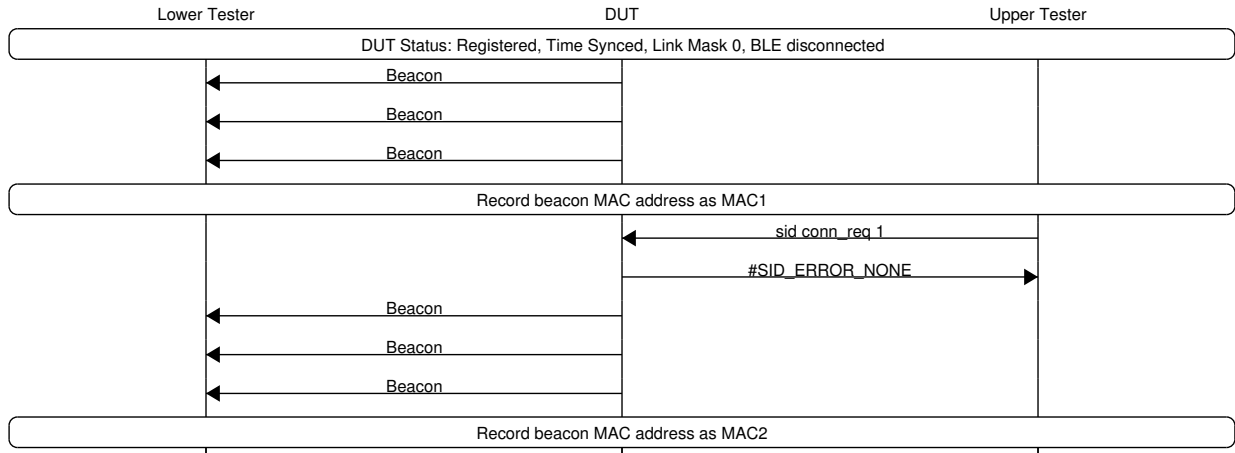 Lower Tester DUT Upper Tester
DUT Status: Registered, Time Synced, Link Mask 0, BLE disconnected
Beacon
Beacon
Beacon
Record beacon MAC address as MAC1
sid conn_req 1
#SID_ERROR_NONE
Beacon
Beacon
Beacon
Record beacon MAC address as MAC2